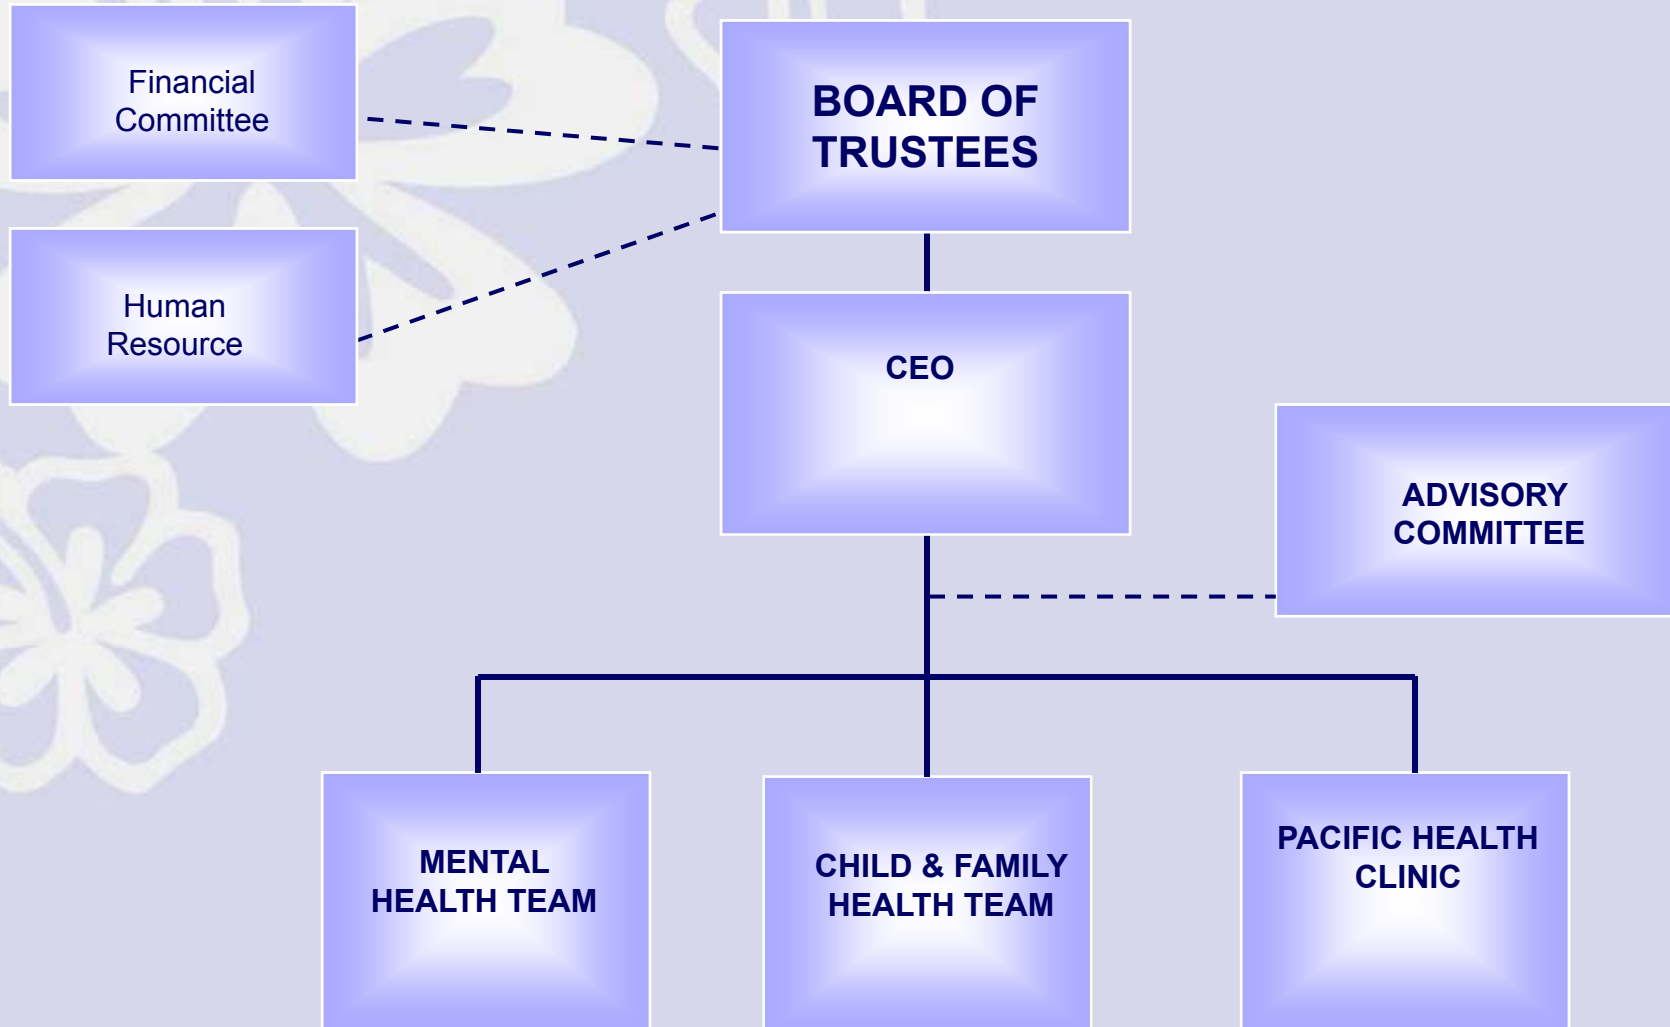 Financial
Committee
BOARD OF
TRUSTEES
Human
Resource
CEO
ADVISORY
COMMITTEE
MENTAL
HEALTH TEAM
CHILD & FAMILY
HEALTH TEAM
PACIFIC HEALTH
CLINIC